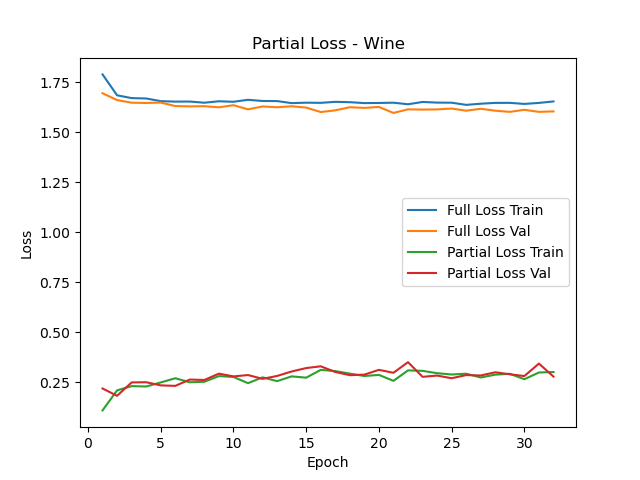 Partial Loss - Wine
Loss
1.75
1.50
1.25
1.00
0.75
0.50
0.25
Full Loss Train
Full Loss Val
Partial Loss Train
Partial Loss Val
0 5 10 15 20 25 30
Epoch